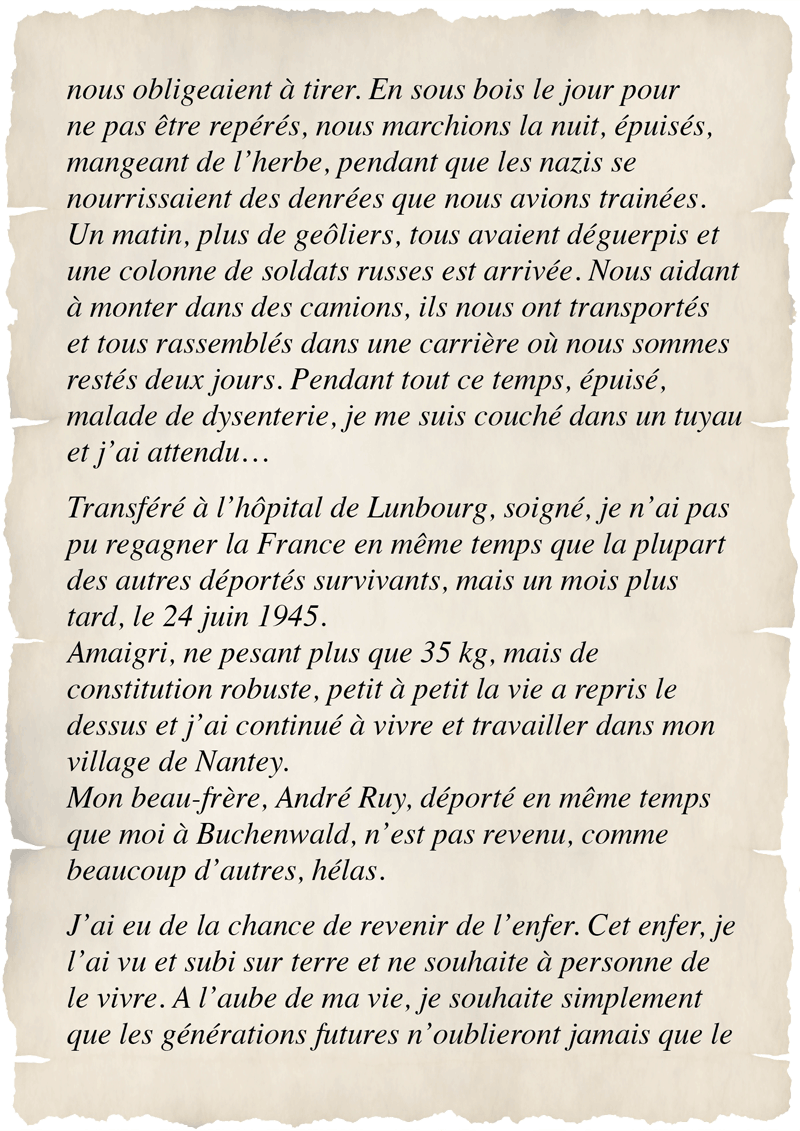 nous obligeaient à tirer. En sous bois le jour pour
ne pas être repérés, nous marchions la nuit, épuisés,
mangeant de l’herbe, pendant que les nazis se
nourrissaient des denrées que nous avions trainées.
Un matin, plus de geôliers, tous avaient déguerpis et
une colonne de soldats russes est arrivée. Nous aidant
à monter dans des camions, ils nous ont transportés
et tous rassemblés dans une carrière où nous sommes
restés deux jours. Pendant tout ce temps, épuisé,
malade de dysenterie, je me suis couché dans un tuyau
et j’ai attendu…
Transféré à l’hôpital de Lunbourg, soigné, je n’ai pas
pu regagner la France en même temps que la plupart
des autres déportés survivants, mais un mois plus
tard, le 24 juin 1945.
Amaigri, ne pesant plus que 35 kg, mais de
constitution robuste, petit à petit la vie a repris le
dessus et j’ai continué à vivre et travailler dans mon
village de Nantey.
Mon beau-frère, André Ruy, déporté en même temps
que moi à Buchenwald, n’est pas revenu, comme
beaucoup d’autres, hélas.
J’ai eu de la chance de revenir de l’enfer. Cet enfer, je
l’ai vu et subi sur terre et ne souhaite à personne de
le vivre. A l’aube de ma vie, je souhaite simplement
que les générations futures n’oublieront jamais que le